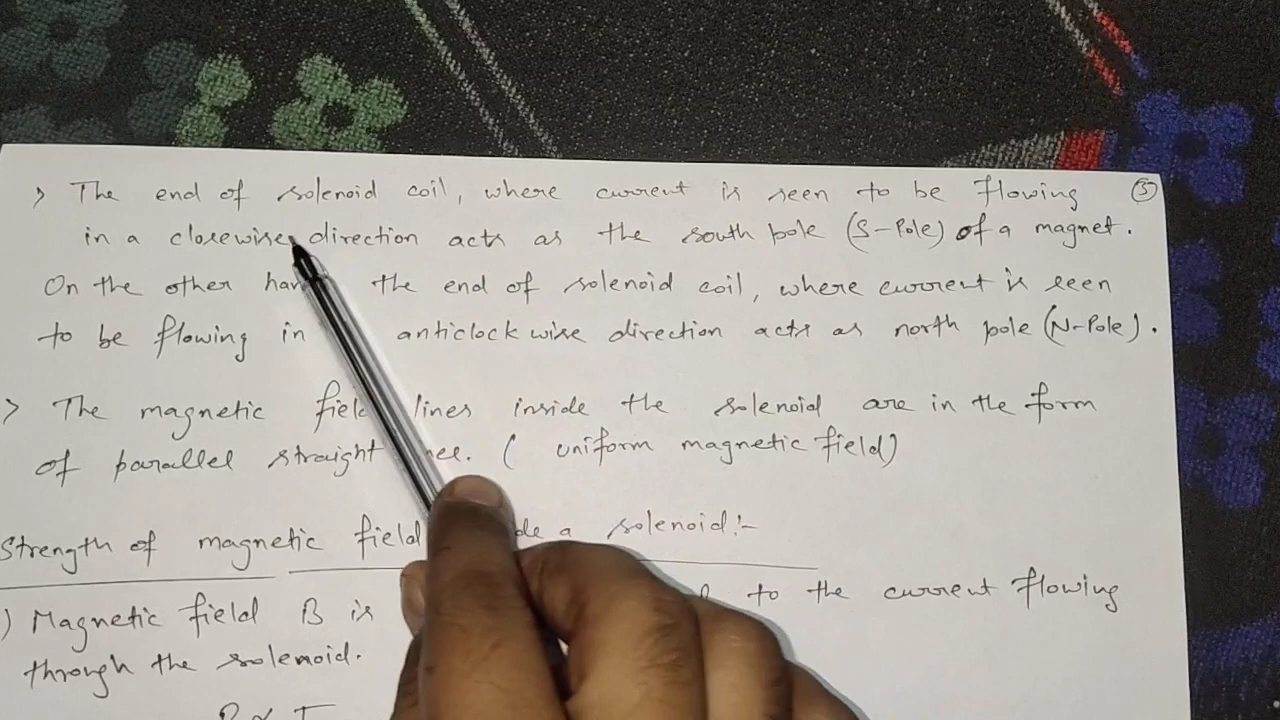 > The end of solenoid coil, where current is seen to be flowing ③
in a closewise direction acts as the south pole (S-Pole) of a magnet.
On the other the end of solenoid coil, where current is seen
to be flowing in anticlock wise direction acts as north pole (N-Pole).
> The magnetic field lines inside the solenoid are in the form
of parallel straight (uniform magnetic field)
Strength of magnetic field a solenoid:-
) Magnetic field B is to the current flowing
through the solenoid.
B ∝ I